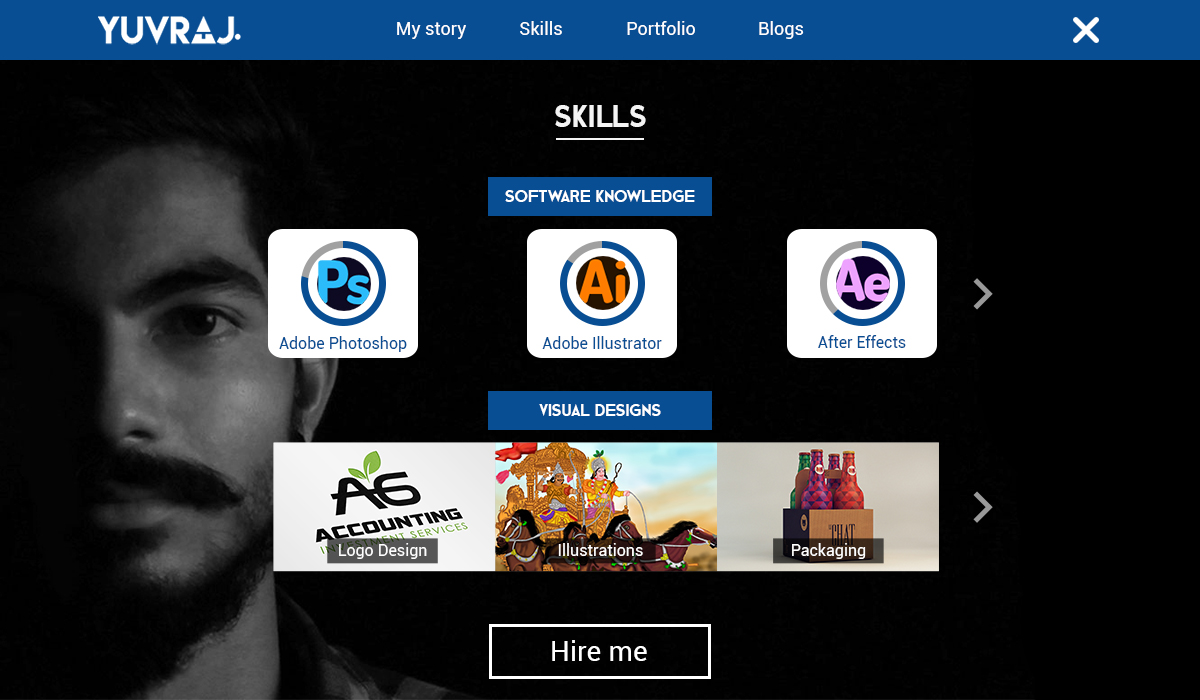 YUVRAJ.
My story
Skills
Portfolio
Blogs
SKILLS
SOFTWARE KNOWLEDGE
Ps
Ai
Ae
Adobe Photoshop
Adobe Illustrator
After Effects
VISUAL DESIGNS
AG
ACCOUNTING
INVESTMENT SERVICES
CHAT
Logo Design
Illustrations
Packaging
Hire me